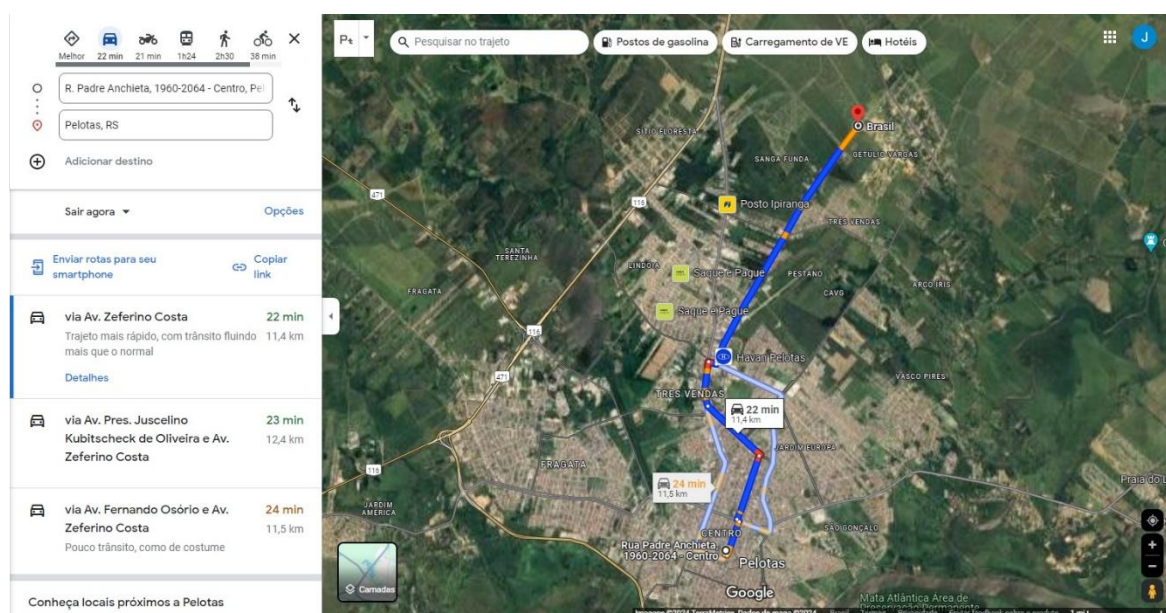 Melhor
22 min
21 min
1h24
2h30
38 min
R. Padre Anchieta, 1960-2064 - Centro, Pel
Pelotas, RS
Adicionar destino
Sair agora
Opções
Enviar rotas para seu
smartphone
Copiar
link
via Av. Zeferino Costa
22 min
Trajeto mais rápido, com trânsito fluindo
11,4 km
mais que o normal
Detalhes
via Av. Pres. Juscelino
23 min
Kubitscheck de Oliveira e Av.
12,4 km
Zeferino Costa
via Av. Fernando Osório e Av.
24 min
Zeferino Costa
11,5 km
Pouco trânsito, como de costume
Conheça locais próximos a Pelotas
Pesquisar no trajeto
Postos de gasolina
Carregamento de VE
Hotéis
J
Brasil
SÍTIO FLORESTA
SANGA FUNDA
GETÚLIO VARGAS
471
116
Posto Ipiranga
TRES VENDAS
SANTA
TEREZINHA
LINDOIA
Saque e Pague
PESTANO
CAVG
ARCO IRIS
FRAGATA
Saque e Pague
116
Havan Pelotas
471
VASCO PIRES
TRES VENDAS
22 min
11,4 km
JARDIM EUROPA
FRAGATA
116
24 min
11,5 km
Praia do L
JARDIM
AMÉRICA
SÃO GONÇALO
CENTRO
Rua Padre Anchieta,
1960-2064 - Centro
Pelotas
Camadas
Google
Mata Atlântica Área de
Preservação Permanente